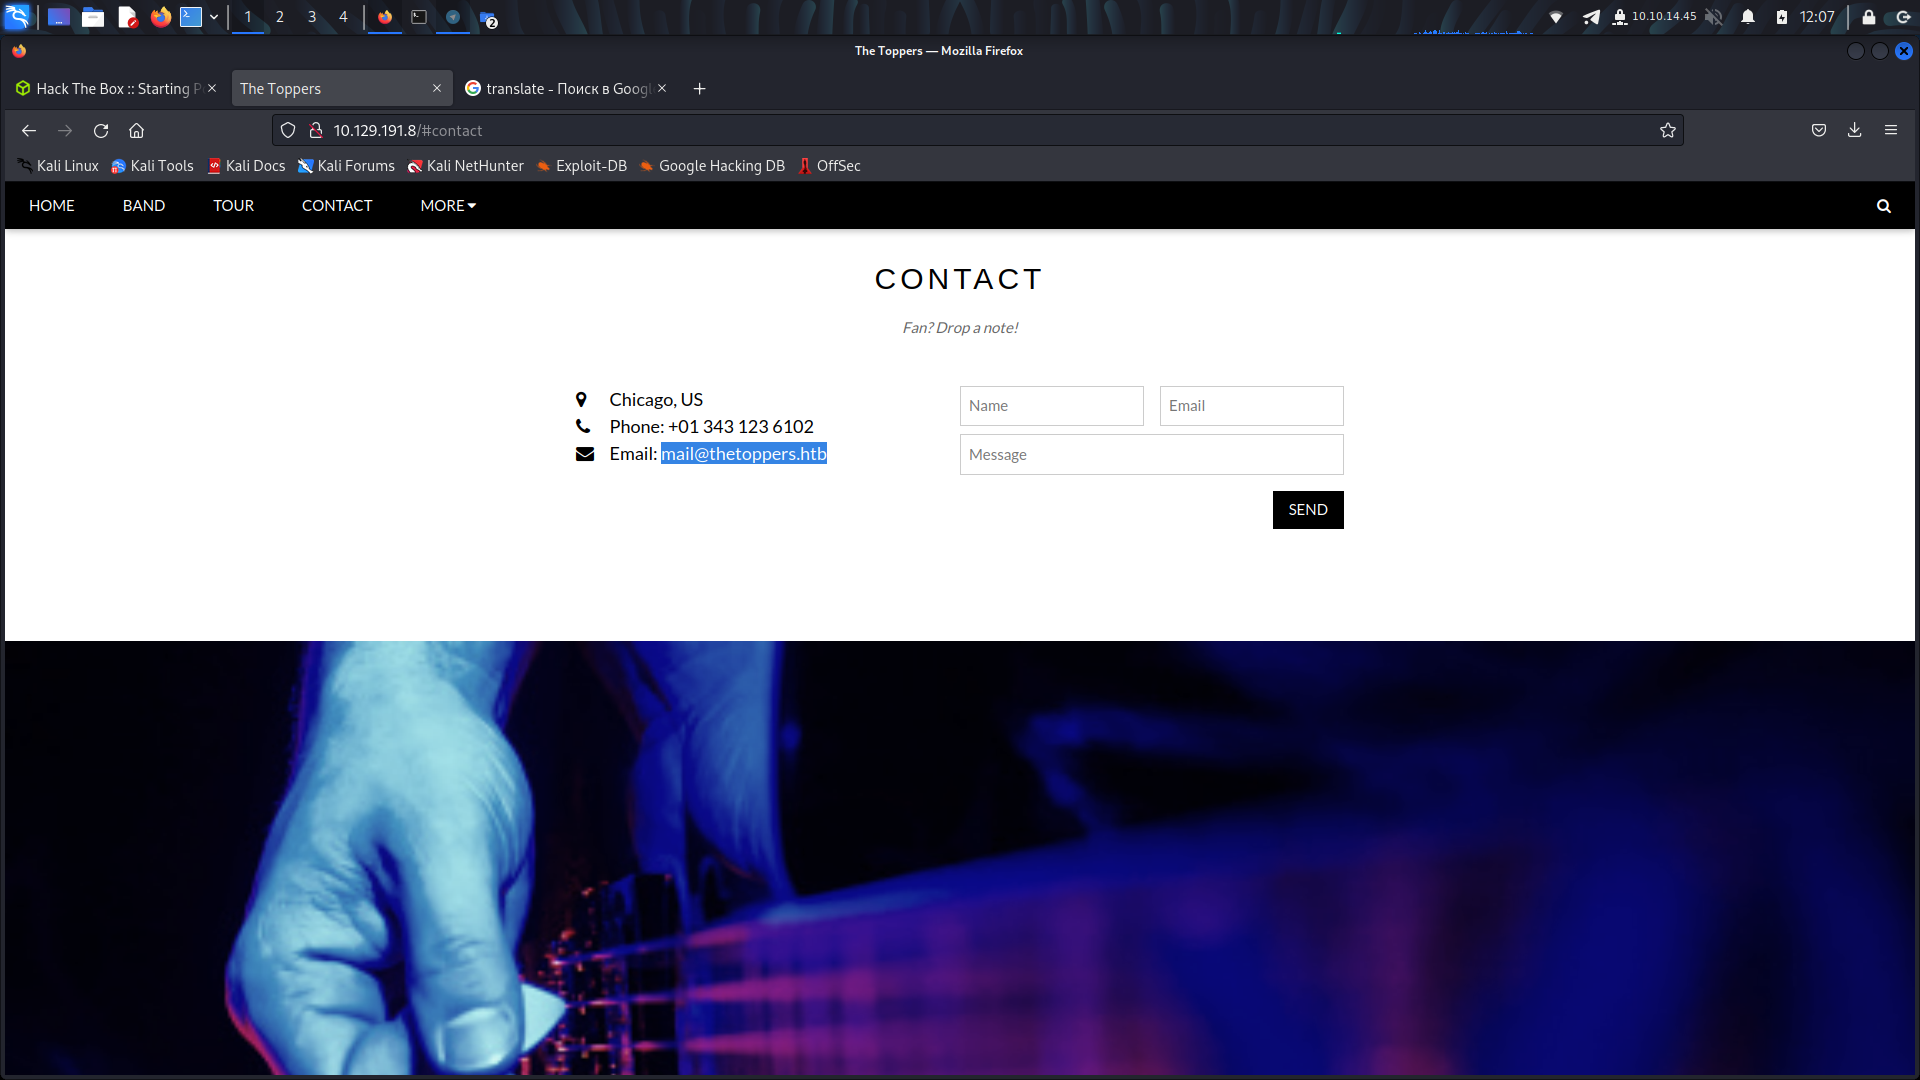 1 2 3 4 2 10.10.14.45 12:07
The Toppers — Mozilla Firefox
Hack The Box :: Starting P The Toppers translate - Поиск в Googl
10.129.191.8/#contact
Kali Linux Kali Tools Kali Docs Kali Forums Kali NetHunter Exploit-DB Google Hacking DB OffSec
HOME BAND TOUR CONTACT MORE
CONTACT
Fan? Drop a note!
Chicago, US
Phone: +01 343 123 6102
Email: mail@thetoppers.htb
Name Email
Message
SEND